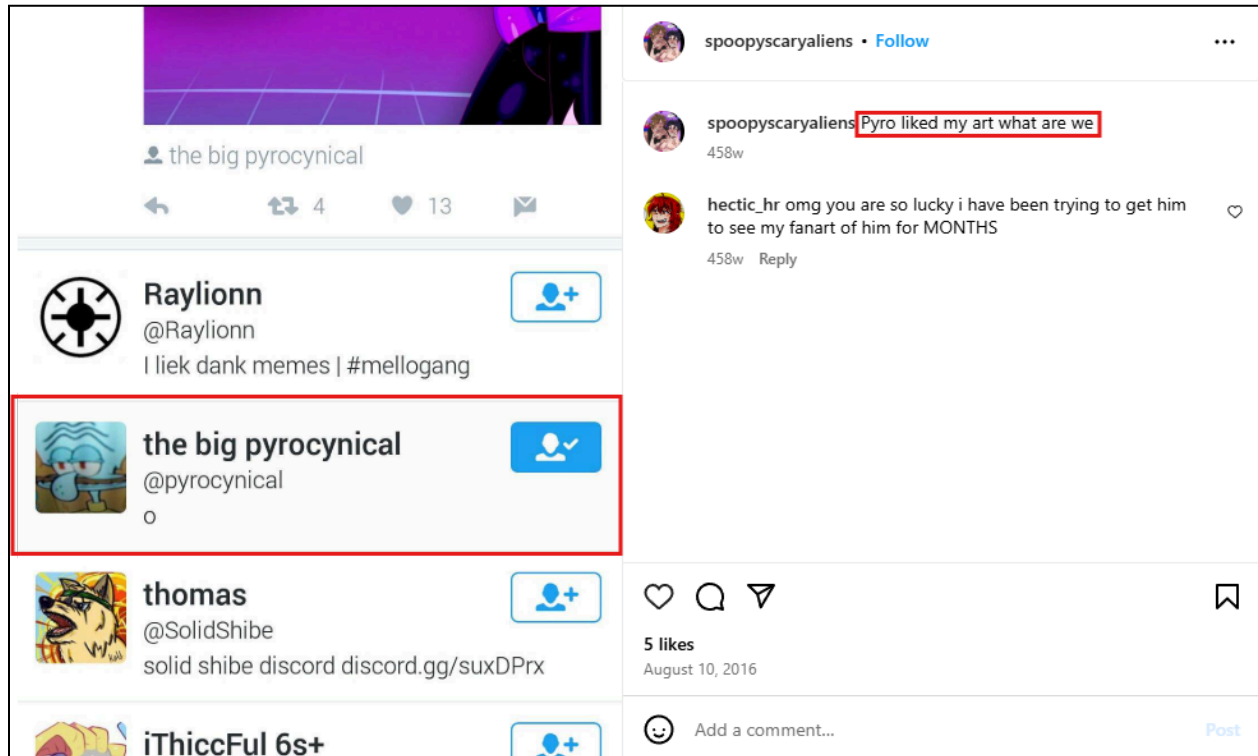 the big pyrocynical
4
13
Raylionn
@Raylionn
I liek dank memes | #mellogang
the big pyrocynical
@pyrocynical
o
thomas
@SolidShibe
solid shibe discord discord.gg/suxDPrx
iThiccFul 6s+
spoopyscaryaliens • Follow
spoopyscaryaliens Pyro liked my art what are we
458w
hectic_hr omg you are so lucky i have been trying to get him
to see my fanart of him for MONTHS
458w Reply
5 likes
August 10, 2016
Add a comment...
Post